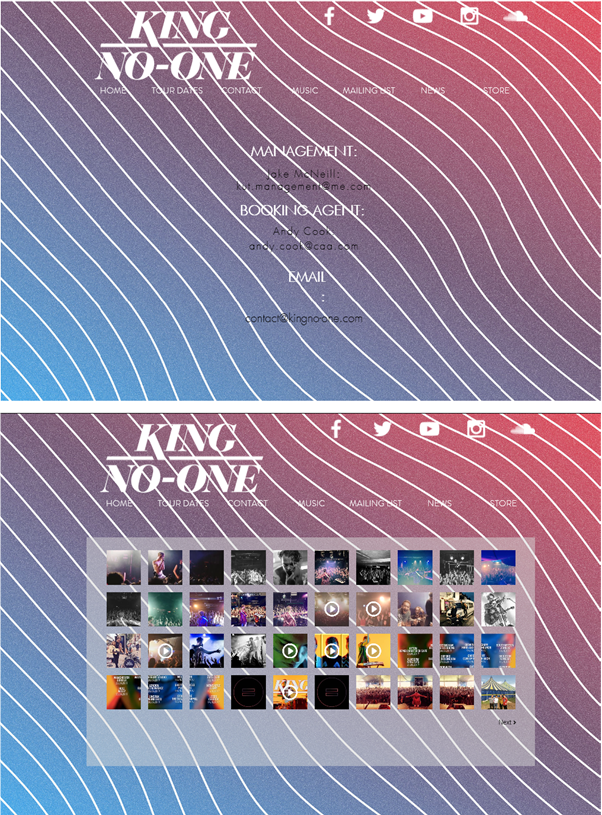 KING
NO-ONE
HOME TOUR DATES CONTACT MUSIC MAILING LIST NEWS STORE
MANAGEMENT:
Jake McNeill:
kut.management@me.com
BOOKING AGENT:
Andy Cook:
andy.cook@caa.com
EMAIL
:
contact@kingno-one.com
KING
NO-ONE
HOME TOUR DATES CONTACT MUSIC MAILING LIST NEWS STORE
KING
Next >